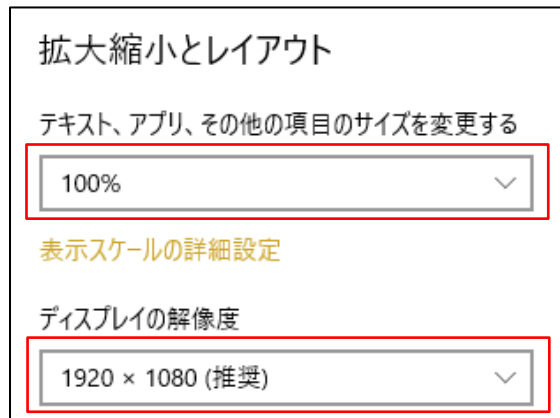 拡大縮小とレイアウト
テキスト、アプリ、その他の項目のサイズを変更する
100%
表示スケールの詳細設定
ディスプレイの解像度
1920 × 1080 (推奨)